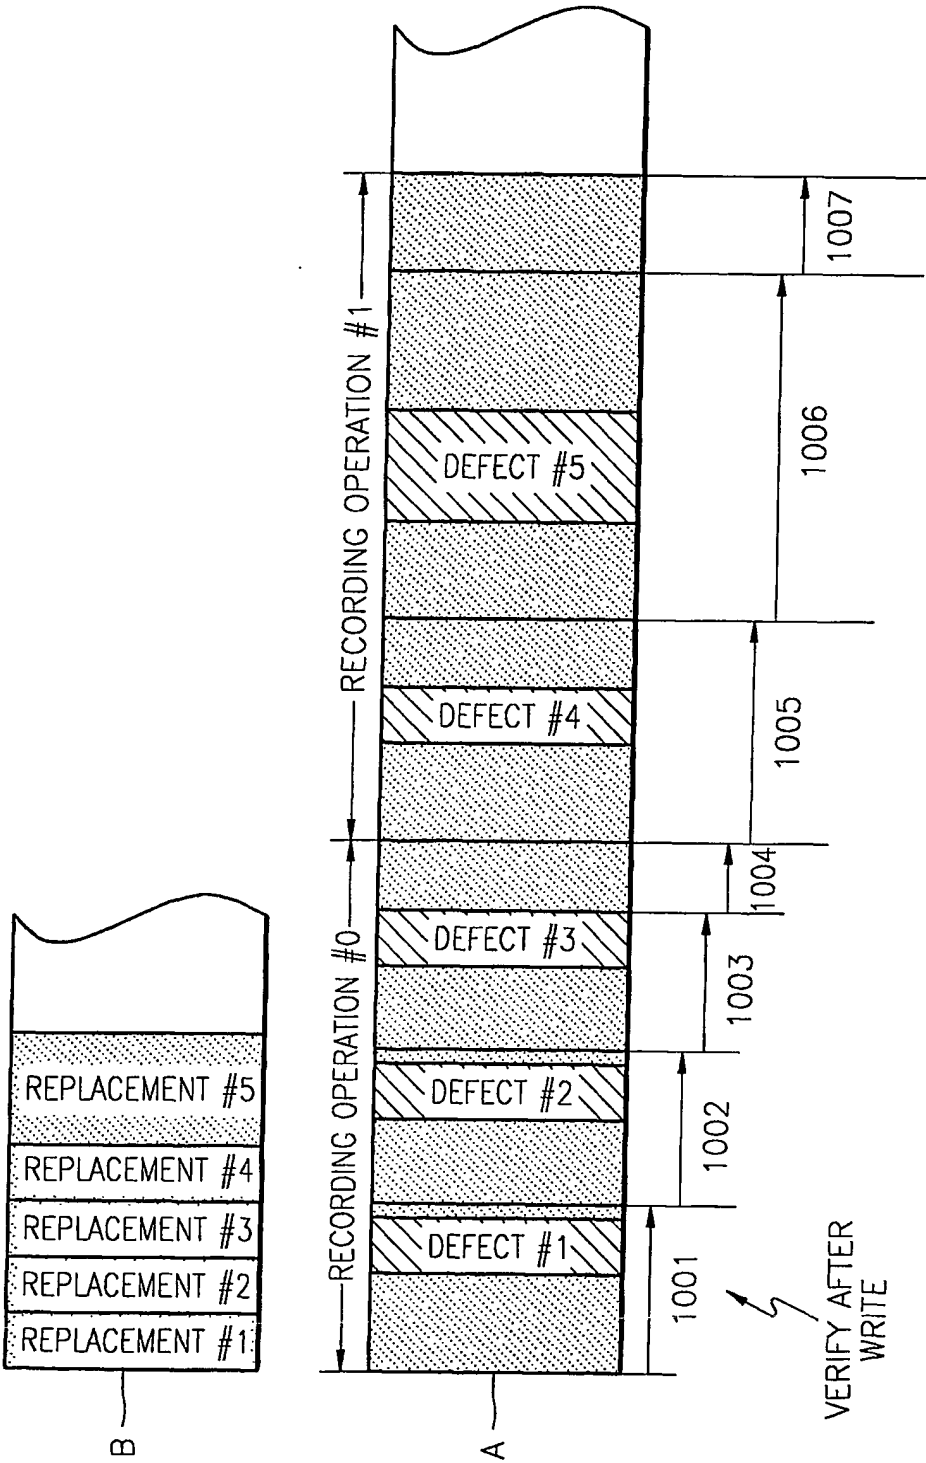 B
REPLACEMENT #1
REPLACEMENT #2
REPLACEMENT #3
REPLACEMENT #4
REPLACEMENT #5
RECORDING OPERATION #0
RECORDING OPERATION #1
A
DEFECT #1
DEFECT #2
DEFECT #3
DEFECT #4
DEFECT #5
1001
1002
1003
1004
1005
1006
1007
VERIFY AFTER
WRITE